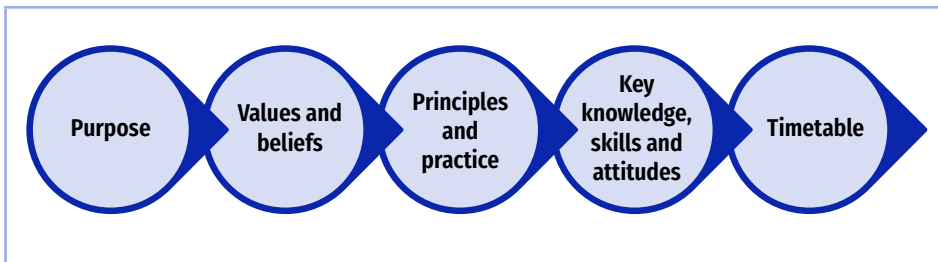 Purpose
Values and
beliefs
Principles
and
practice
Key
knowledge,
skills and
attitudes
Timetable